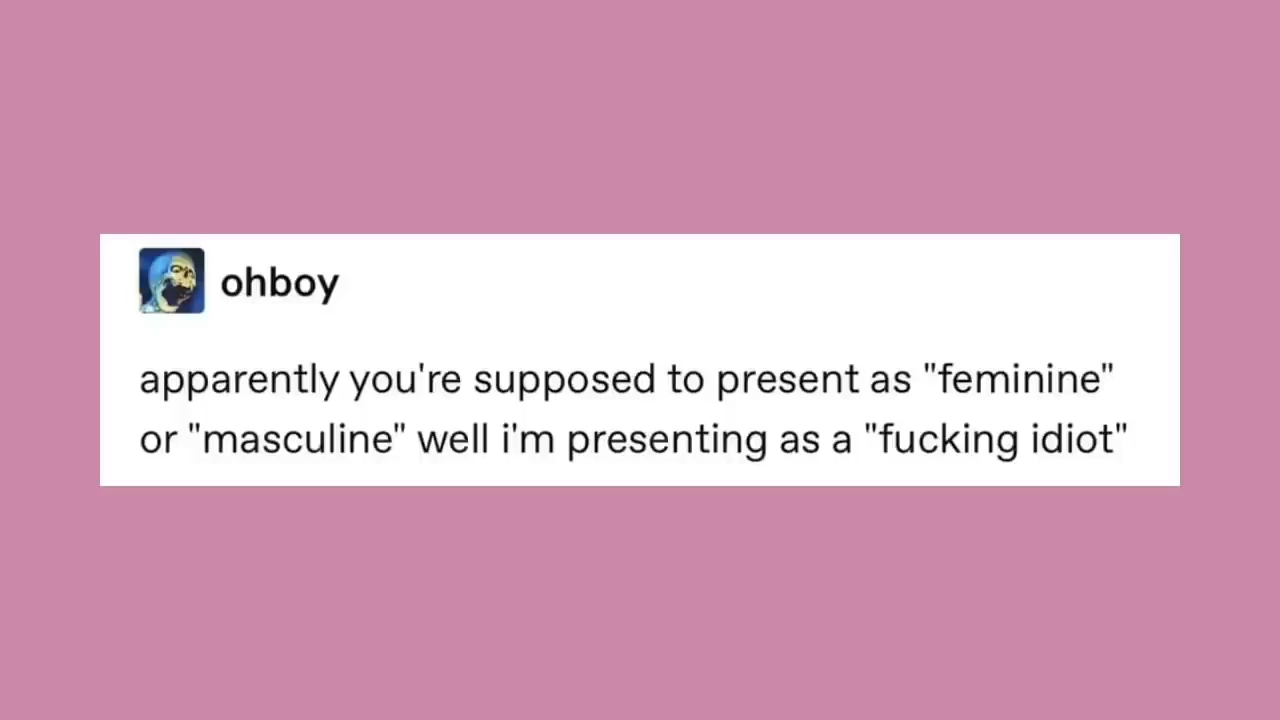 ohboy
apparently you're supposed to present as "feminine"
or "masculine" well i'm presenting as a "fucking idiot"